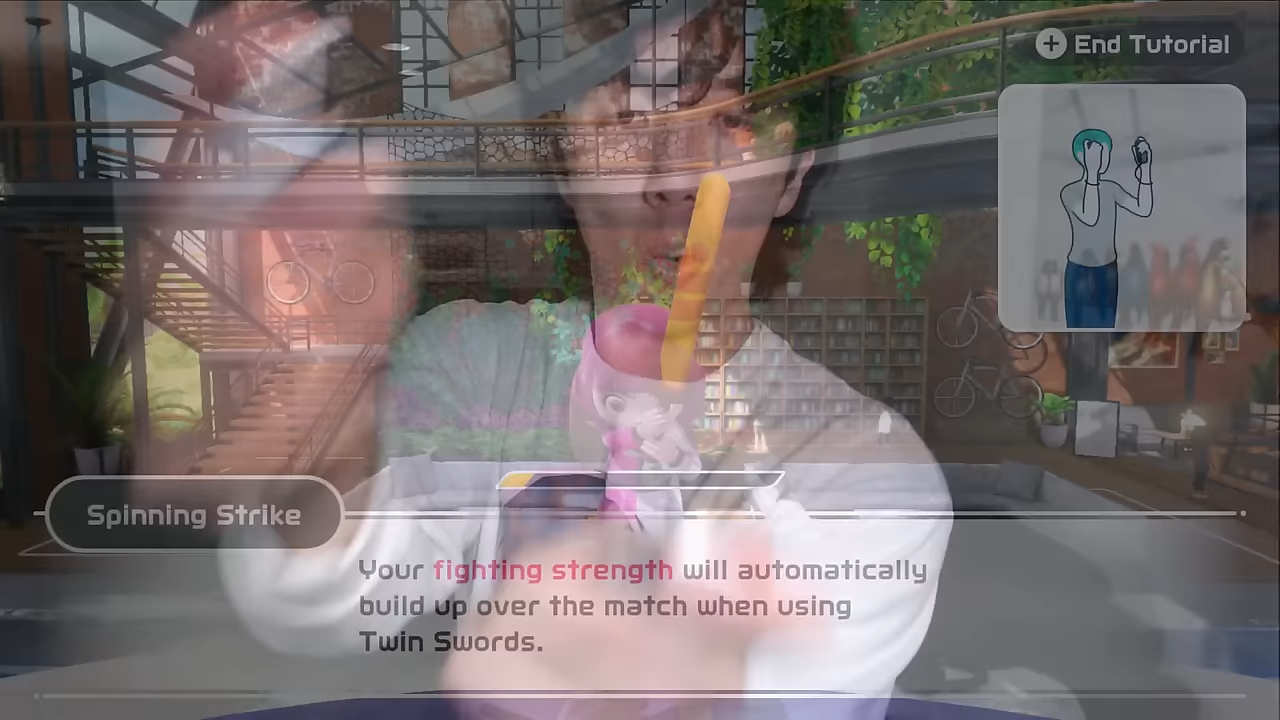 End Tutorial
Spinning Strike
Your fighting strength will automatically
build up over the match when using
Twin Swords.